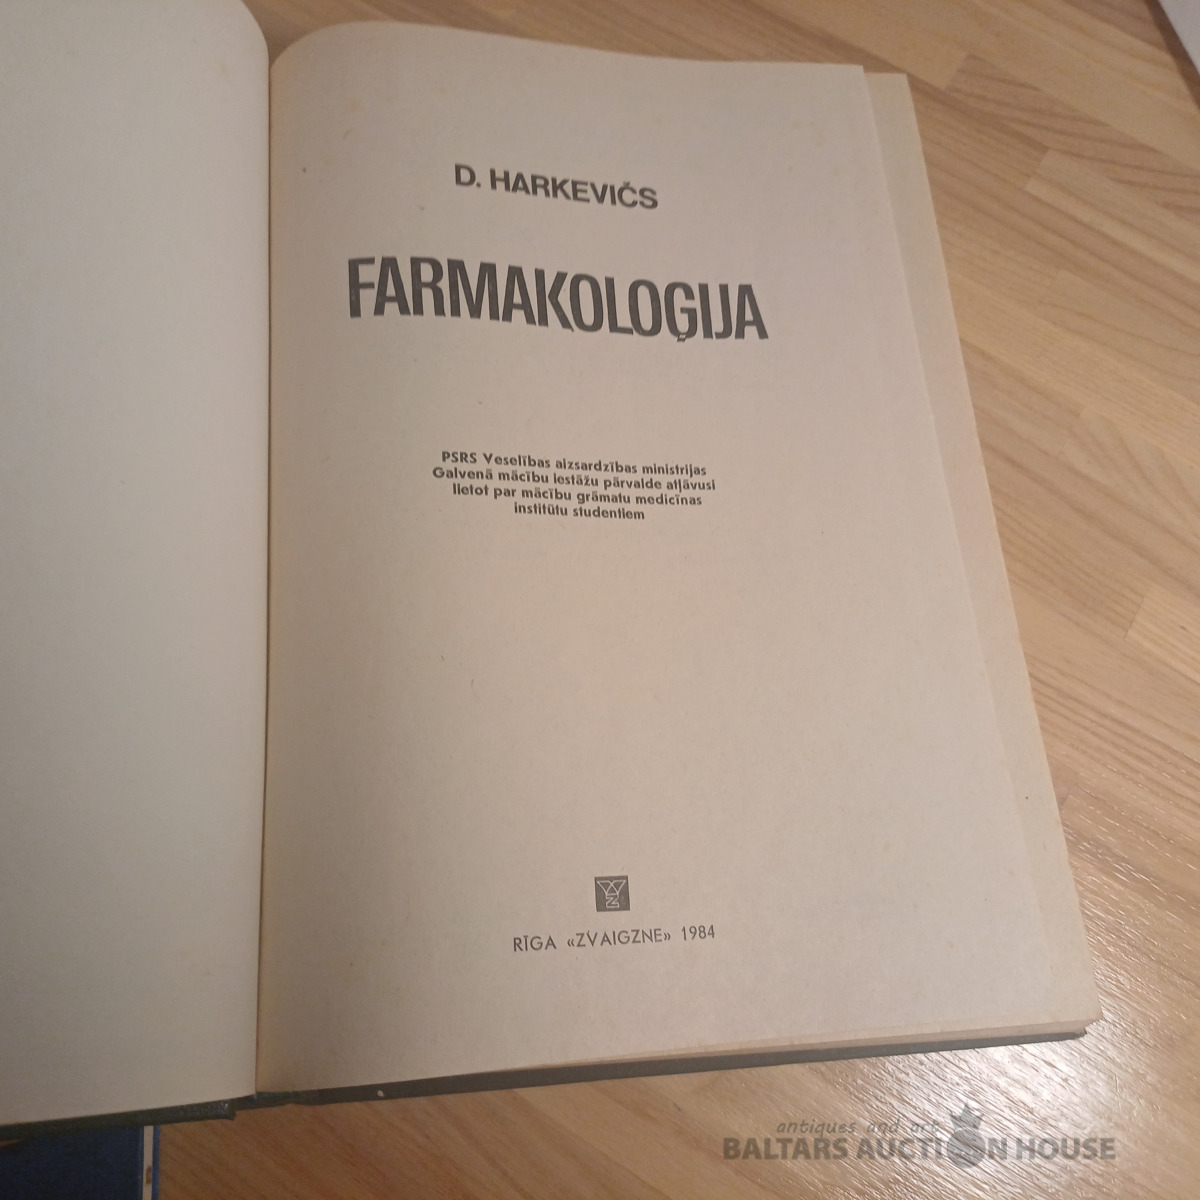 D. HARKEVIČS
FARMAKOLOĢIJA
PSRS Veselības aizsardzības ministrijas
Galvenā mācību iestāžu pārvalde atļāvusi
lietot par mācību grāmatu medicīnas
institūtu studentiem
Z
RĪGA «ZVAIGZNE» 1984
antiques and art
BALTARS AUCTION HOUSE